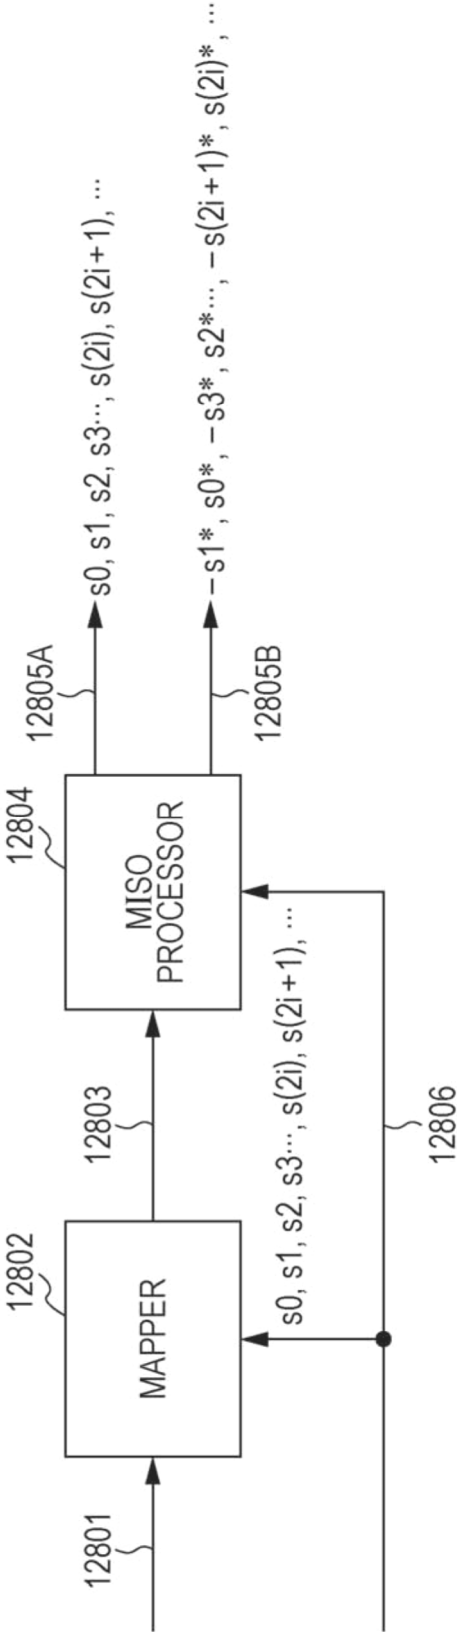 12801
12802
MAPPER
12803
s0, s1, s2, s3⋯, s(2i), s(2i+1), ⋯
12804
MISO
PROCESSOR
12805A
s0, s1, s2, s3⋯, s(2i), s(2i+1), ⋯
12805B
−s1*, s0*, −s3*, s2*⋯, −s(2i+1)*, s(2i)*, ⋯
12806